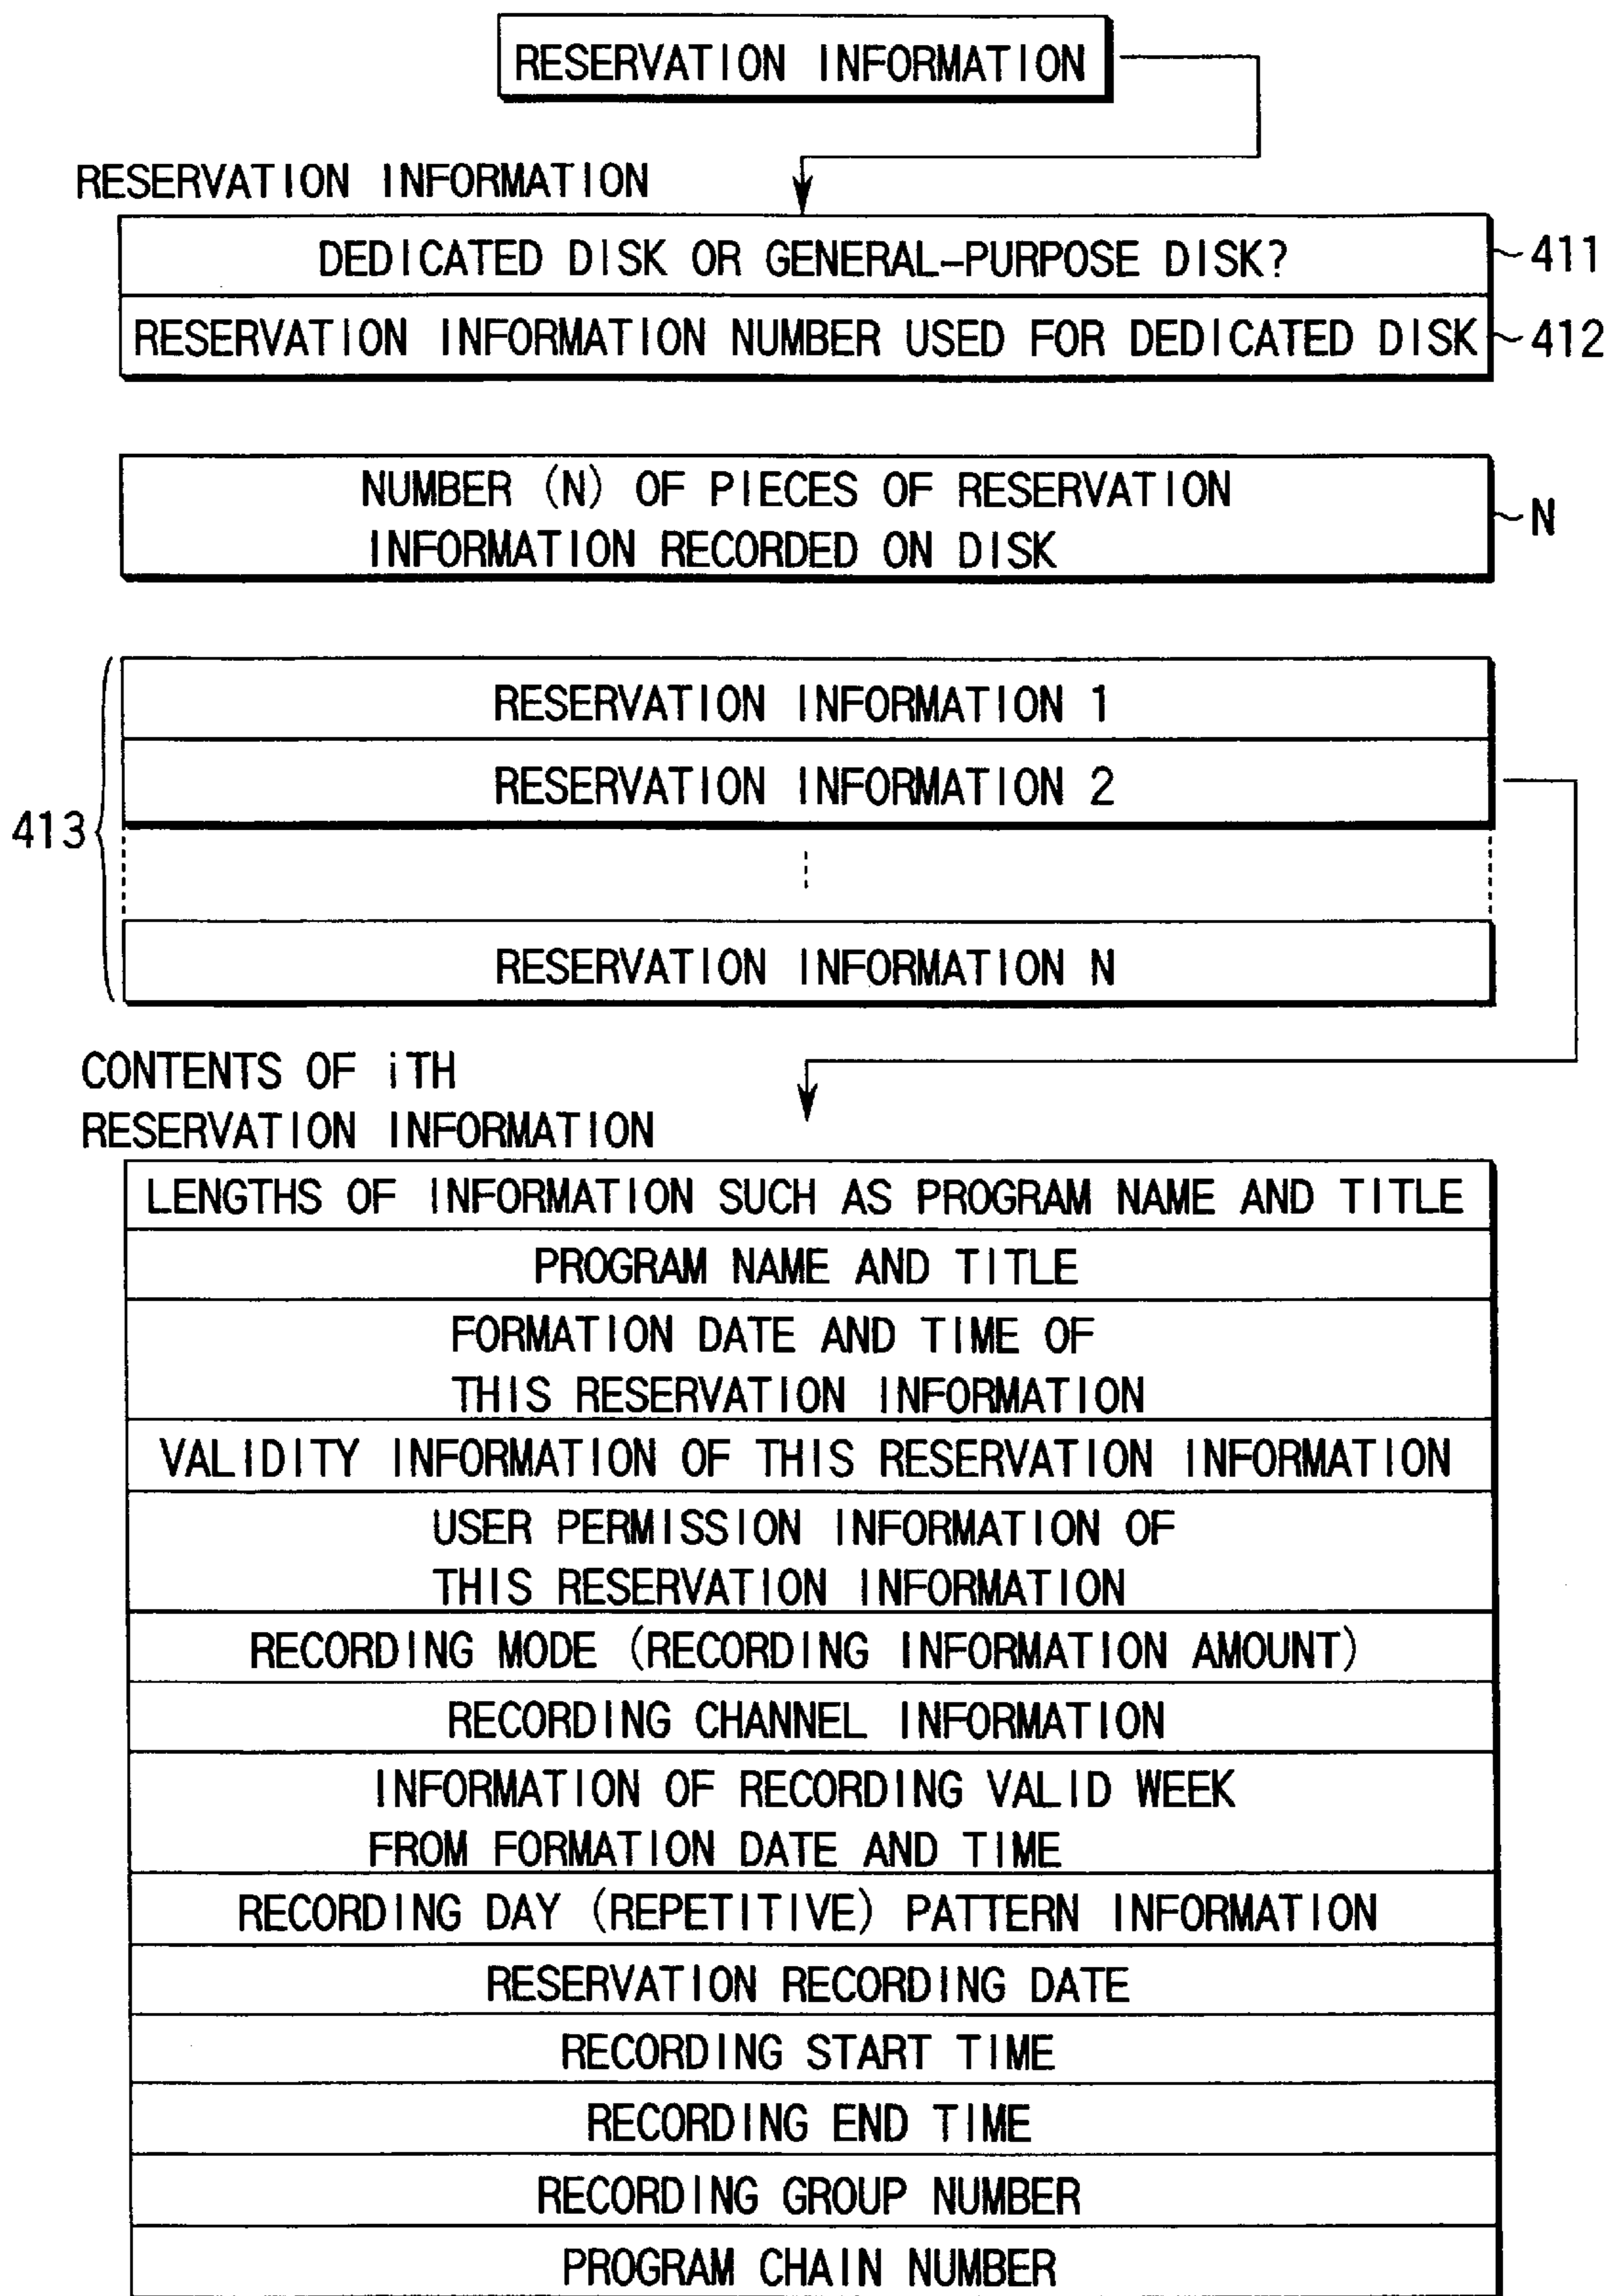 RESERVATION INFORMATION
RESERVATION INFORMATION
DEDICATED DISK OR GENERAL-PURPOSE DISK?
411
RESERVATION INFORMATION NUMBER USED FOR DEDICATED DISK
412
NUMBER (N) OF PIECES OF RESERVATION
INFORMATION RECORDED ON DISK
N
RESERVATION INFORMATION 1
RESERVATION INFORMATION 2
413
RESERVATION INFORMATION N
CONTENTS OF iTH
RESERVATION INFORMATION
LENGTHS OF INFORMATION SUCH AS PROGRAM NAME AND TITLE
PROGRAM NAME AND TITLE
FORMATION DATE AND TIME OF
THIS RESERVATION INFORMATION
VALIDITY INFORMATION OF THIS RESERVATION INFORMATION
USER PERMISSION INFORMATION OF
THIS RESERVATION INFORMATION
RECORDING MODE (RECORDING INFORMATION AMOUNT)
RECORDING CHANNEL INFORMATION
INFORMATION OF RECORDING VALID WEEK
FROM FORMATION DATE AND TIME
RECORDING DAY (REPETITIVE) PATTERN INFORMATION
RESERVATION RECORDING DATE
RECORDING START TIME
RECORDING END TIME
RECORDING GROUP NUMBER
PROGRAM CHAIN NUMBER